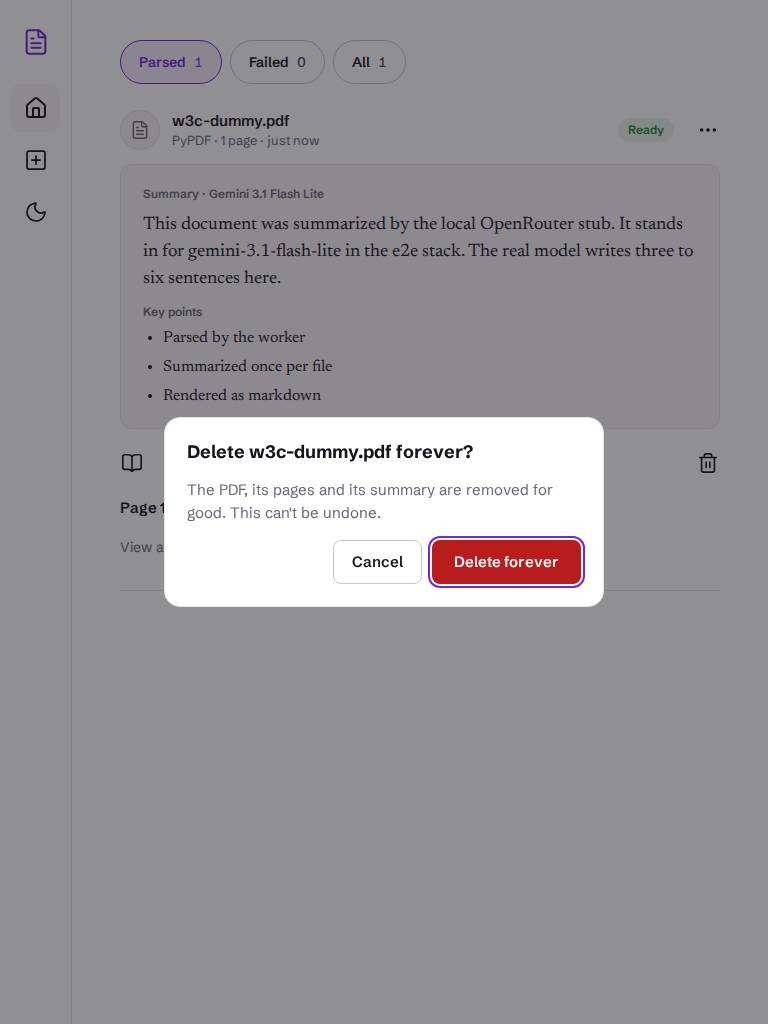 Parsed 1 Failed 0 All 1
w3c-dummy.pdf
PyPDF · 1 page · just now
Ready
Summary · Gemini 3.1 Flash Lite
This document was summarized by the local OpenRouter stub. It stands
in for gemini-3.1-flash-lite in the e2e stack. The real model writes three to
six sentences here.
Key points
• Parsed by the worker
• Summarized once per file
• Rendered as markdown
Delete w3c-dummy.pdf forever?
The PDF, its pages and its summary are removed for
good. This can't be undone.
Cancel Delete forever
Page 1
View a